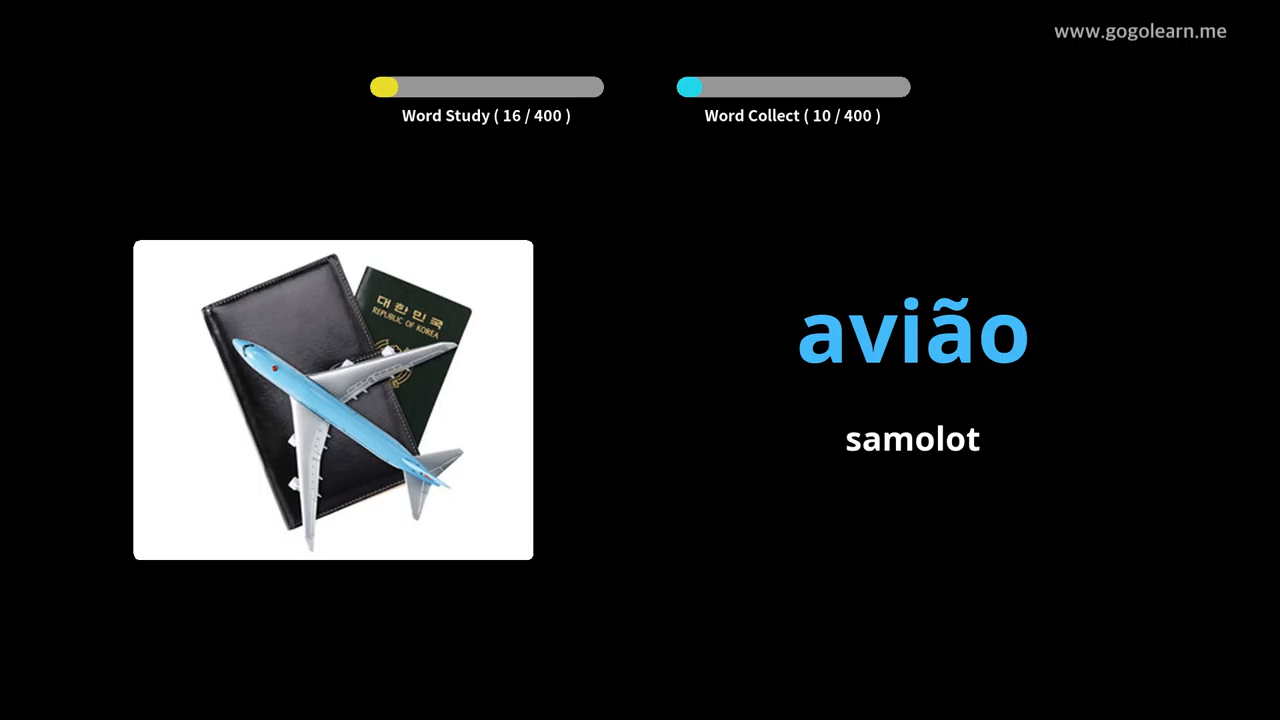 www.gogolearn.me
Word Study ( 16 / 400 )
Word Collect ( 10 / 400 )
대한민국
REPUBLIC OF KOREA
avião
samolot